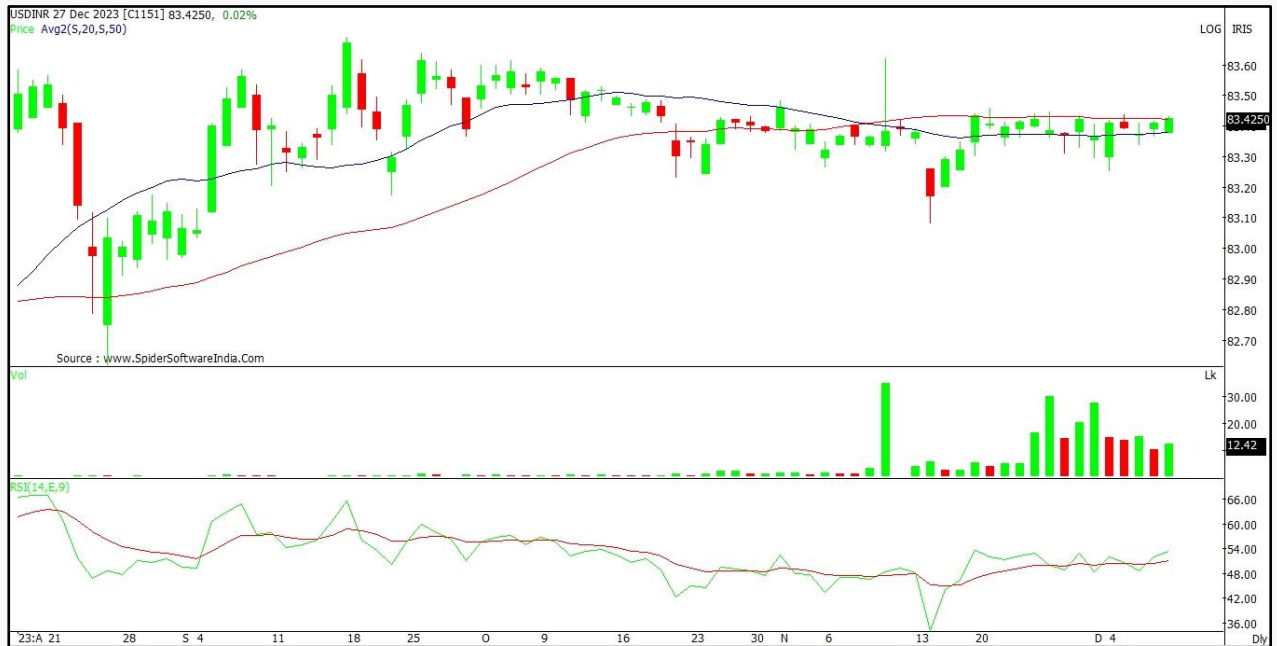 USDINR 27 Dec 2023 [C1151] 83.4250, 0.02%
Price Avg2(S,20,S,50)
LOG IRIS
83.60
83.50
83.4250
83.30
83.20
83.10
83.00
82.90
82.80
82.70
Source : www.SpiderSoftwareIndia.Com
Vol
Lk
30.00
20.00
12.42
RSI(14,E,9)
66.00
60.00
54.00
48.00
42.00
36.00
'23:A 21 28 S 4 11 18 25 O 9 16 23 30 N 6 13 20 D 4 Dly